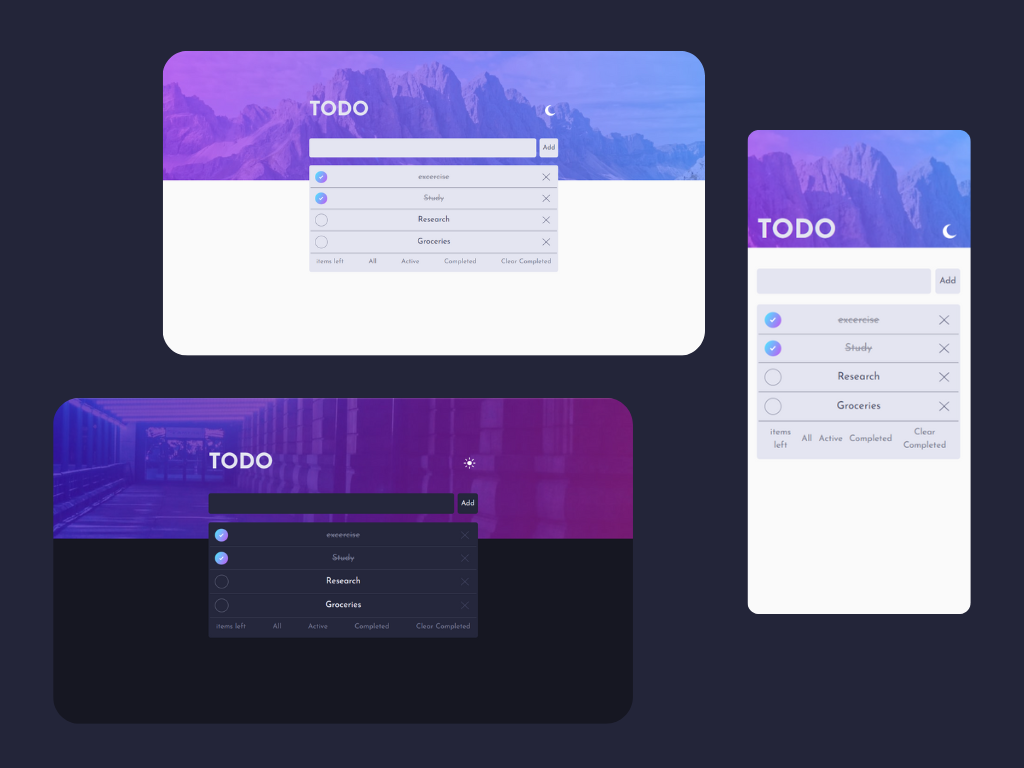 TODO
Add
excercise
Study
Research
Groceries
items left All Active Completed Clear Completed
TODO
Add
excercise
Study
Research
Groceries
items left All Active Completed Clear Completed
TODO
Add
excercise
Study
Research
Groceries
items left All Active Completed Clear Completed